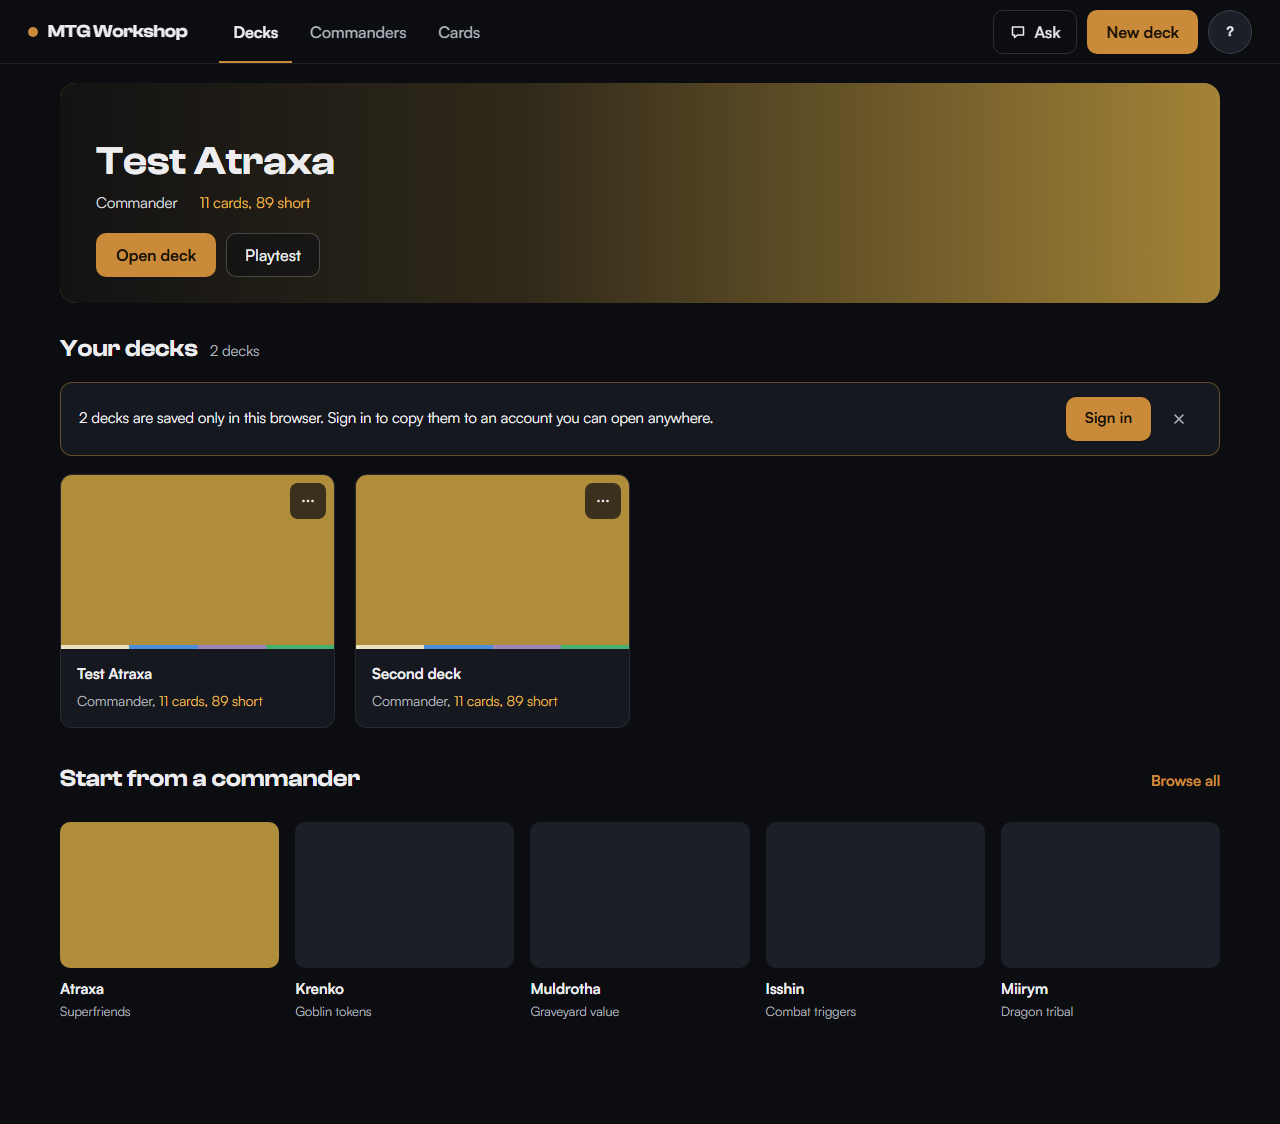 MTG Workshop
Decks
Commanders
Cards
Ask
New deck
?
Test Atraxa
Commander
11 cards, 89 short
Open deck
Playtest
Your decks
2 decks
2 decks are saved only in this browser. Sign in to copy them to an account you can open anywhere.
Sign in
Test Atraxa
Commander, 11 cards, 89 short
Second deck
Commander, 11 cards, 89 short
Start from a commander
Browse all
Atraxa
Superfriends
Krenko
Goblin tokens
Muldrotha
Graveyard value
Isshin
Combat triggers
Miirym
Dragon tribal